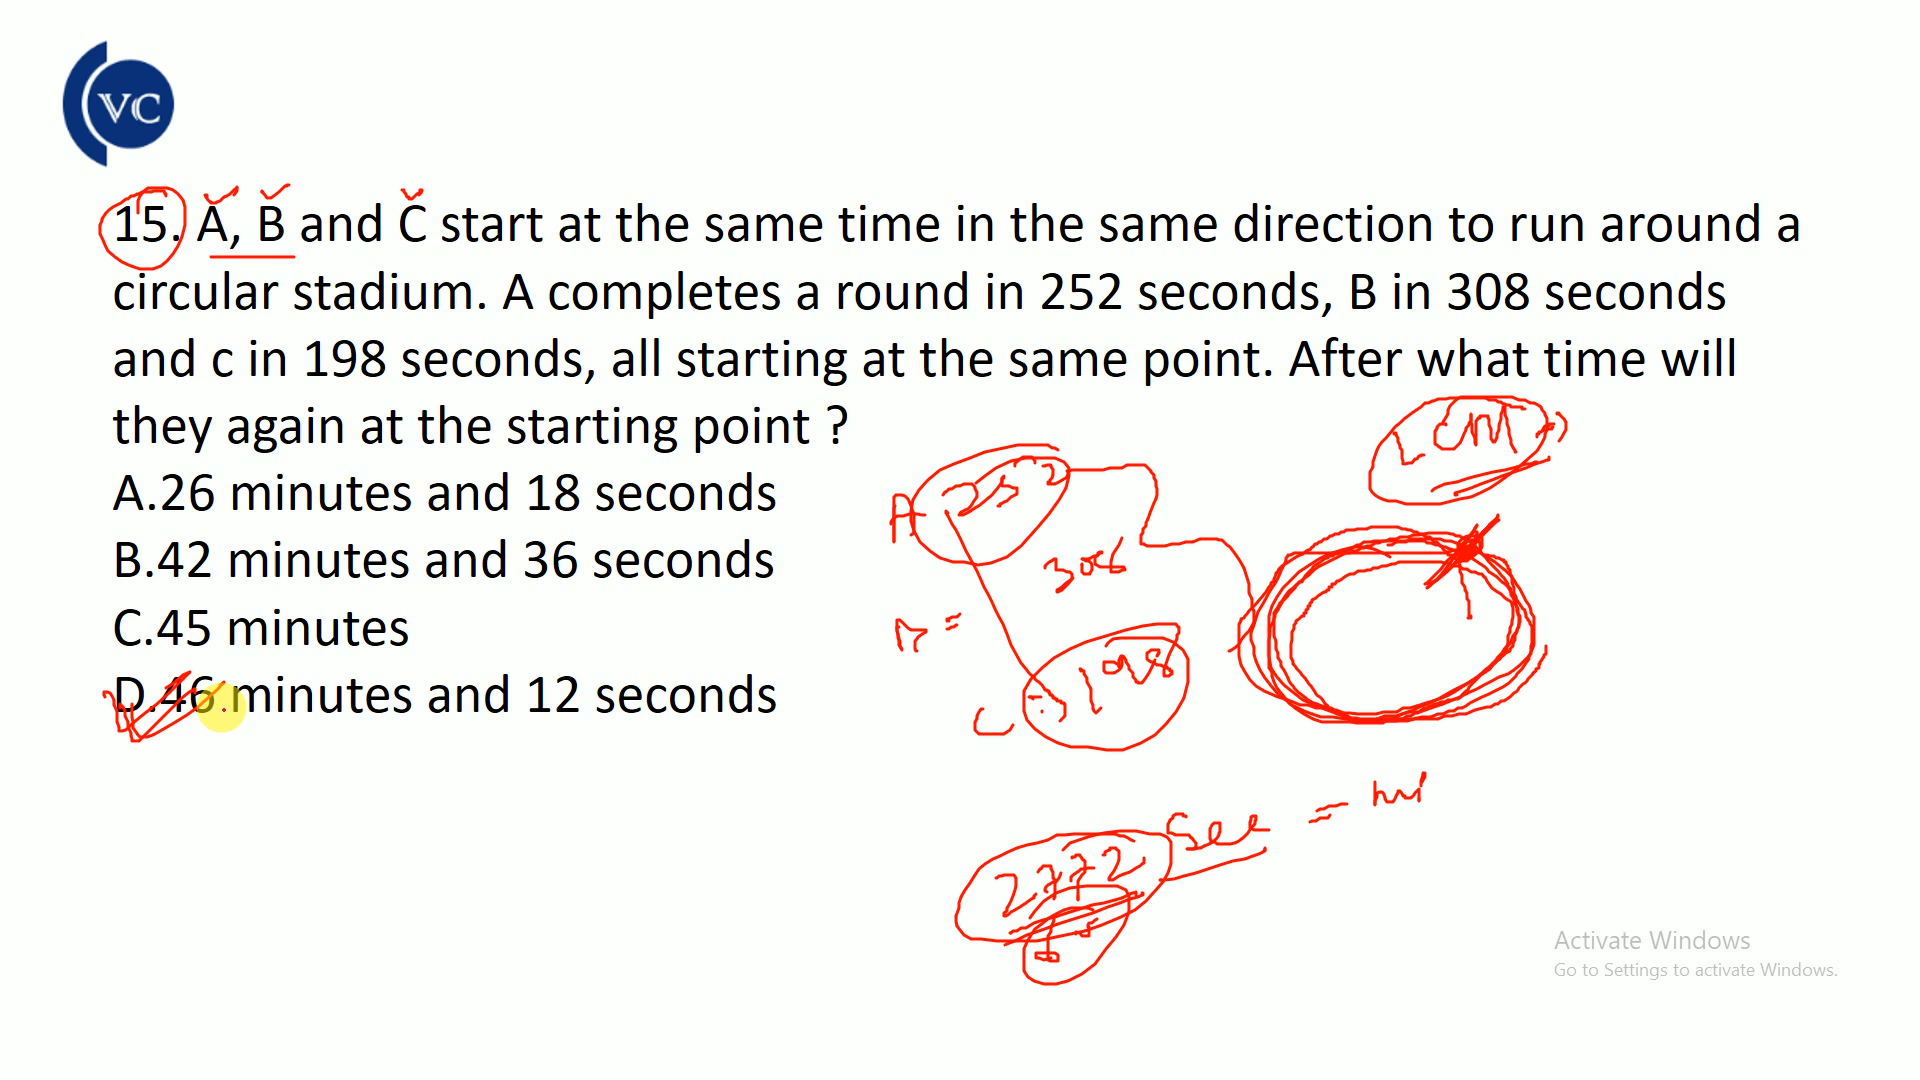 VC
15. A, B and C start at the same time in the same direction to run around a
circular stadium. A completes a round in 252 seconds, B in 308 seconds
and c in 198 seconds, all starting at the same point. After what time will
they again at the starting point ?
A.26 minutes and 18 seconds
B.42 minutes and 36 seconds
C.45 minutes
D.46 minutes and 12 seconds
LCM
A 252
308
C 198
2772 Sec =
Activate Windows
Go to Settings to activate Windows.